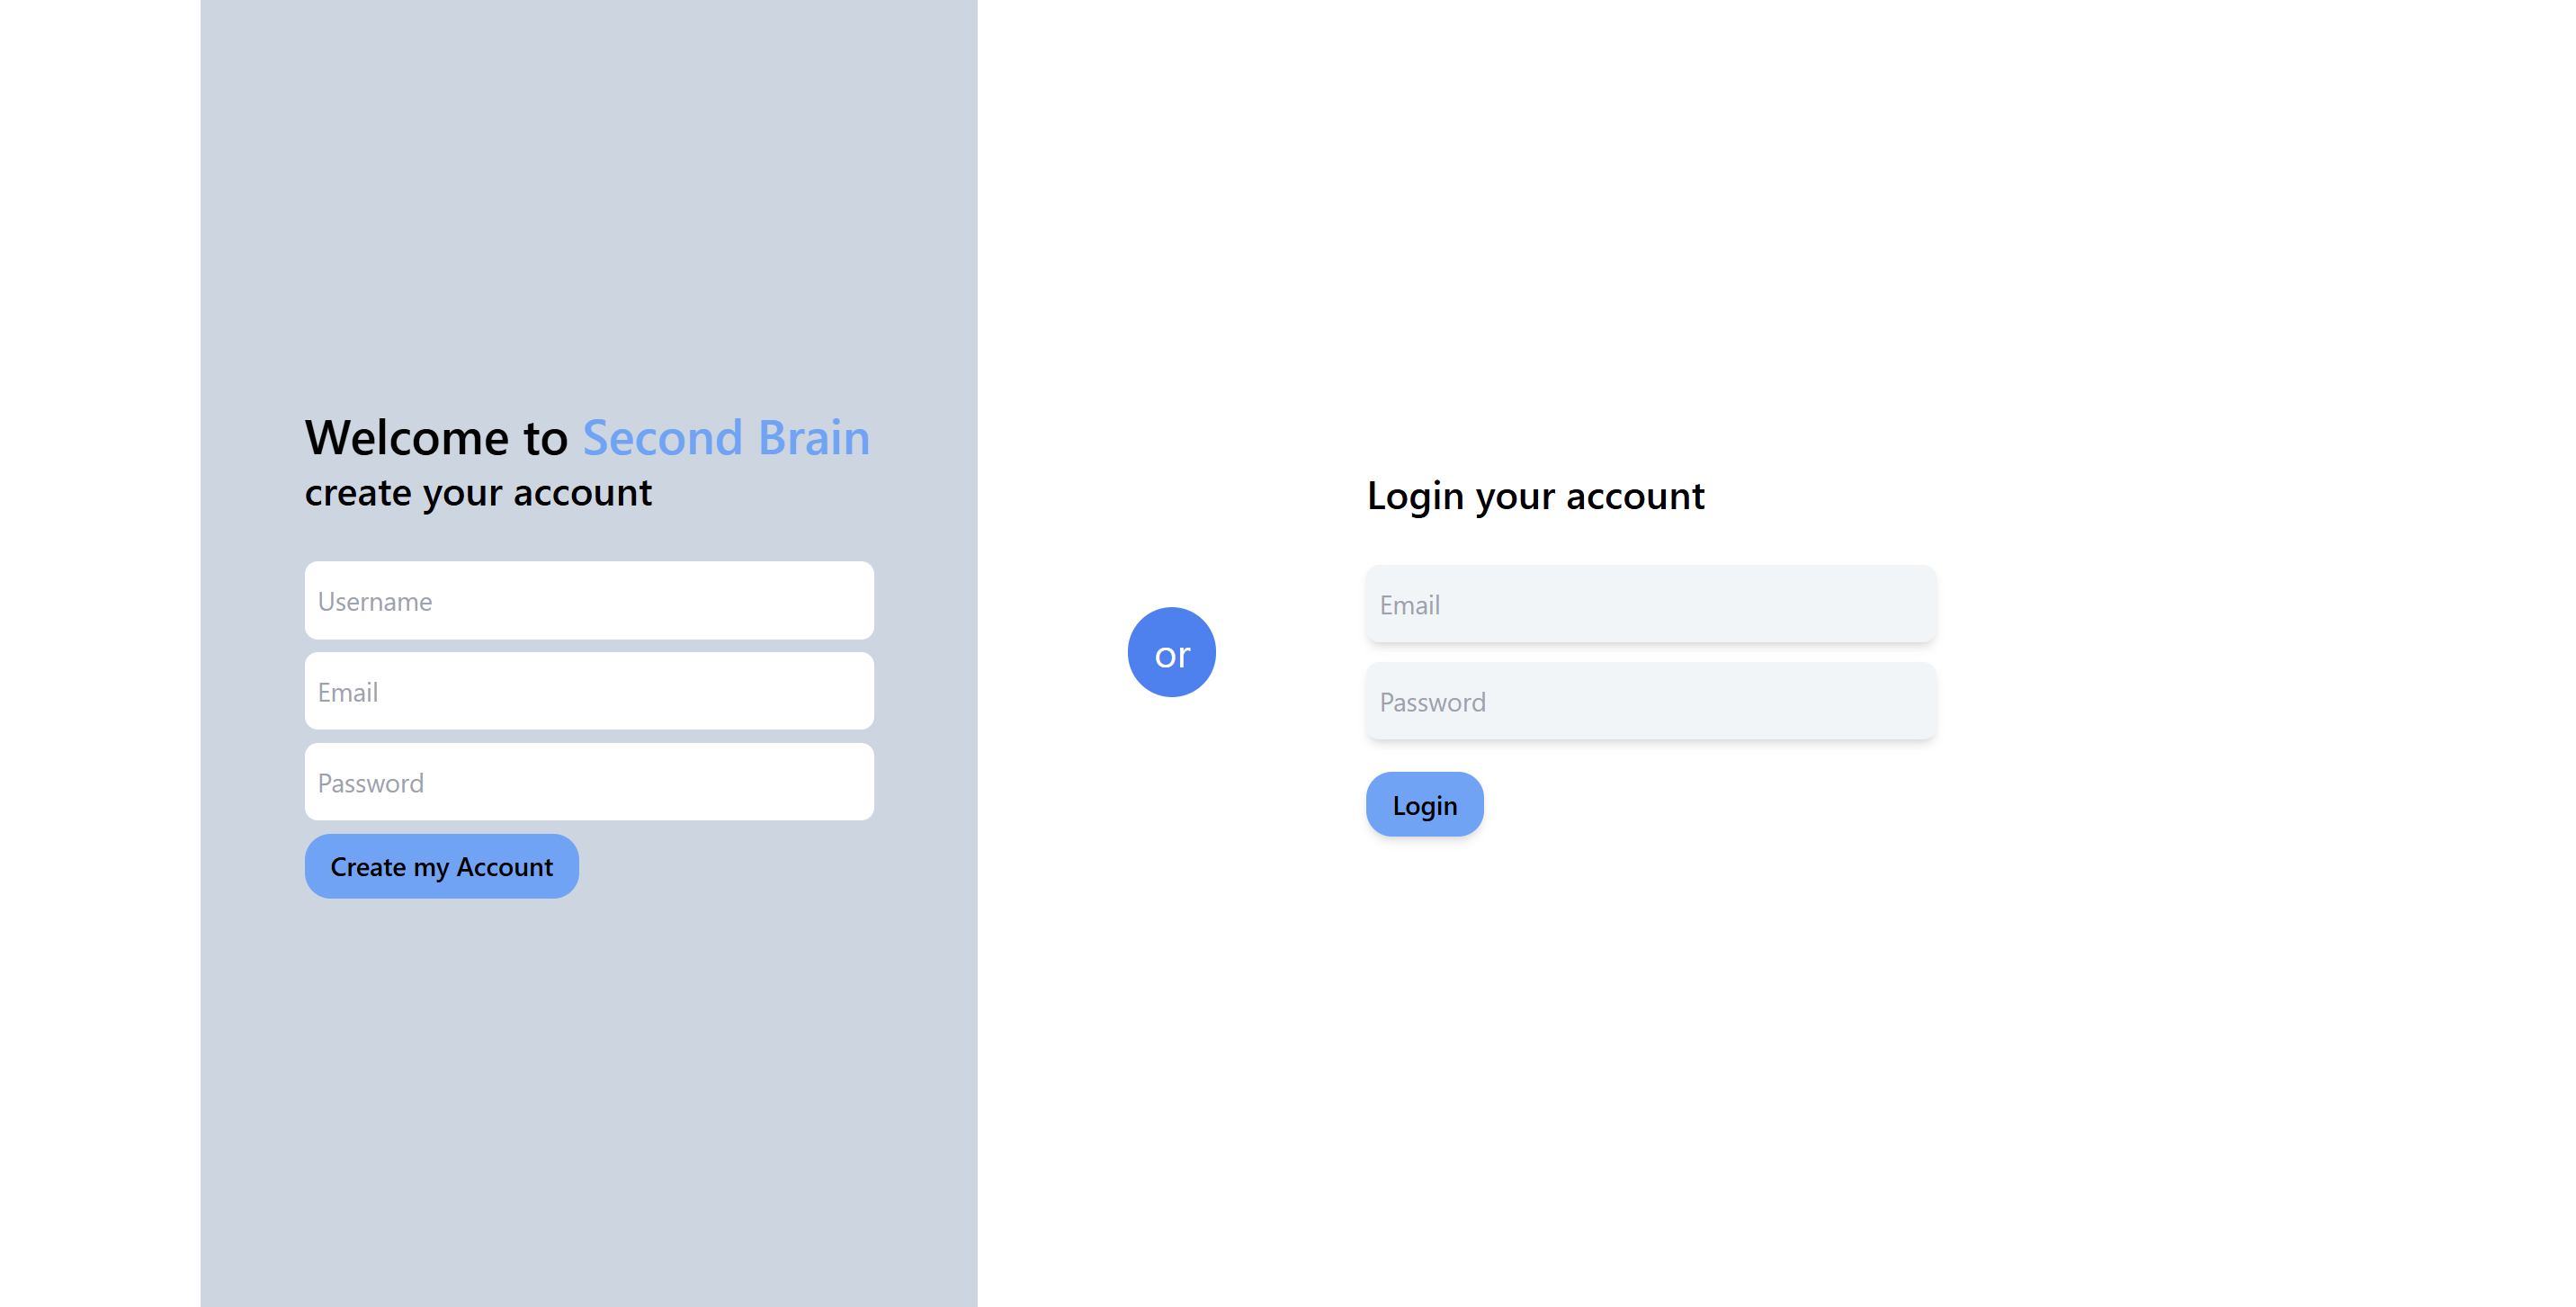 Welcome to Second Brain
create your account
Username
Email
Password
Create my Account
or
Login your account
Email
Password
Login